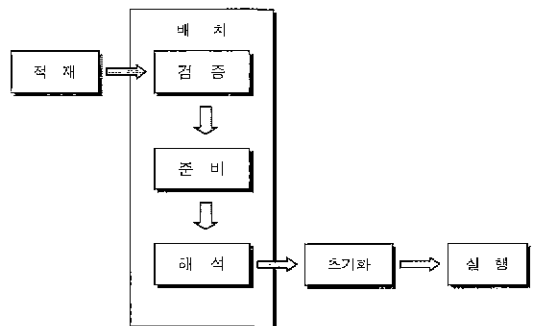 배 치
적 재
검 증
준 비
해 석
초기화
실 행